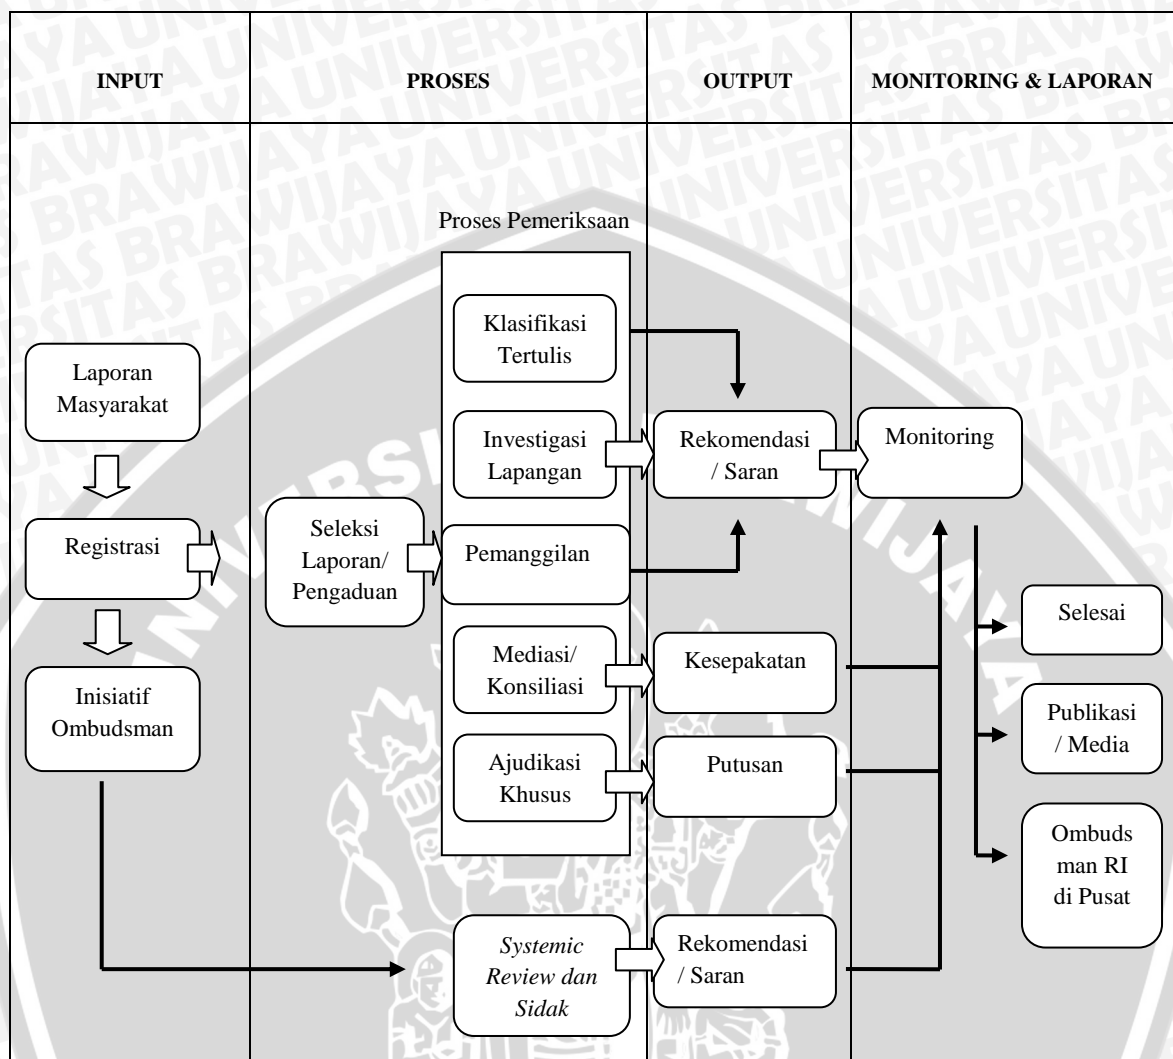 INPUT
PROSES
OUTPUT
MONITORING & LAPORAN
Proses Pemeriksaan
Laporan
Masyarakat
Registrasi
Inisiatif
Ombudsman
Seleksi
Laporan/
Pengaduan
Klasifikasi
Tertulis
Investigasi
Lapangan
Pemanggilan
Mediasi/
Konsiliasi
Ajudikasi
Khusus
Systemic
Review dan
Sidak
Rekomendasi
/ Saran
Kesepakatan
Putusan
Rekomendasi
/ Saran
Monitoring
Selesai
Publikasi
/ Media
Ombuds
man RI
di Pusat